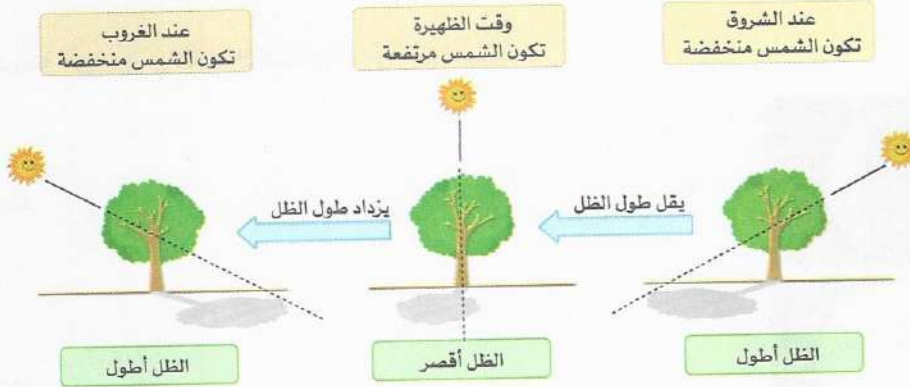 عند الشروق
تكون الشمس منخفضة
وقت الظهيرة
تكون الشمس مرتفعة
عند الغروب
تكون الشمس منخفضة
يقل طول الظل
يزداد طول الظل
الظل أطول
الظل أقصر
الظل أطول